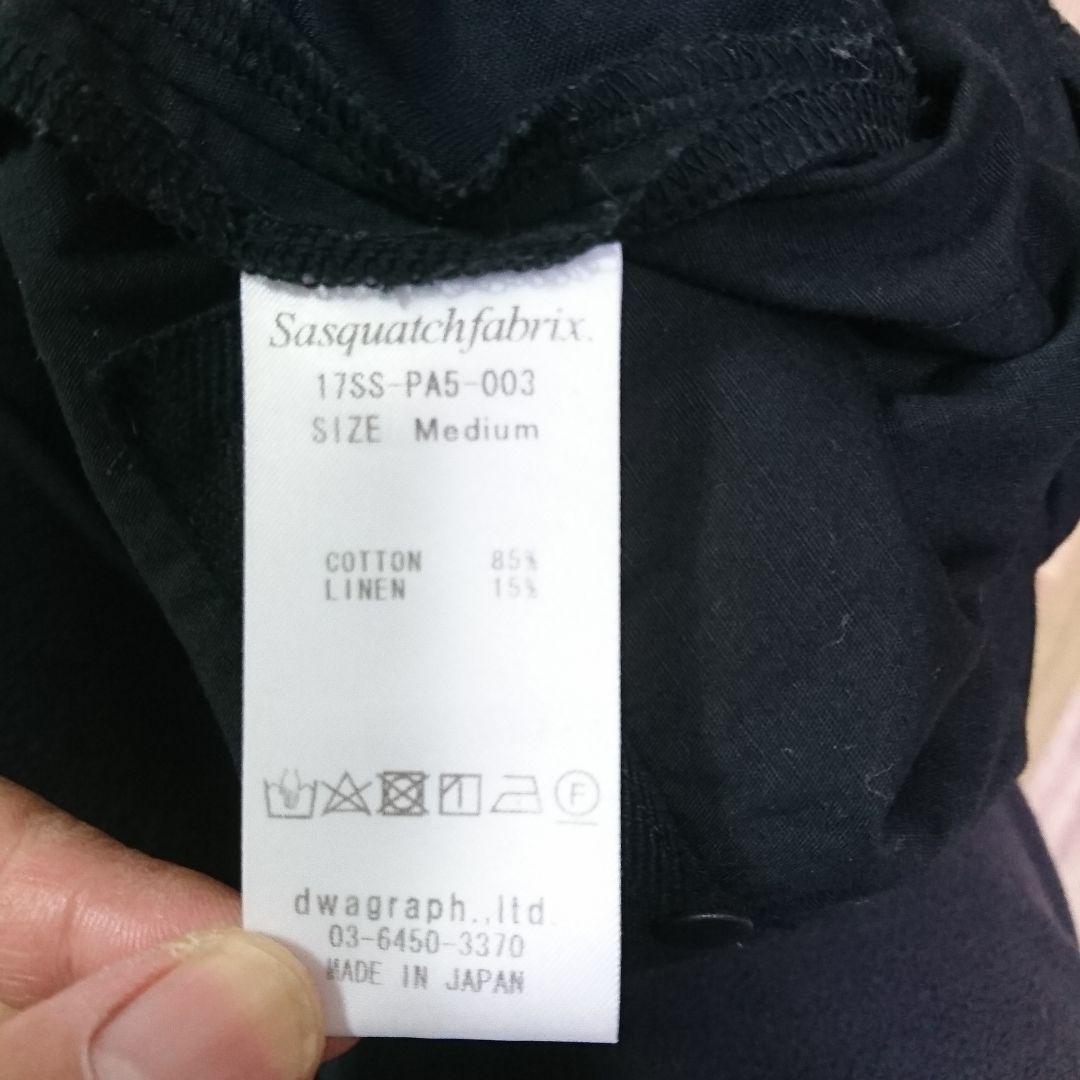 Sasquatchfabrix.
17SS-PA5-003
SIZE Medium
COTTON 85%
LINEN 15%
F
dwagraph.,ltd.
03-6450-3370
MADE IN JAPAN